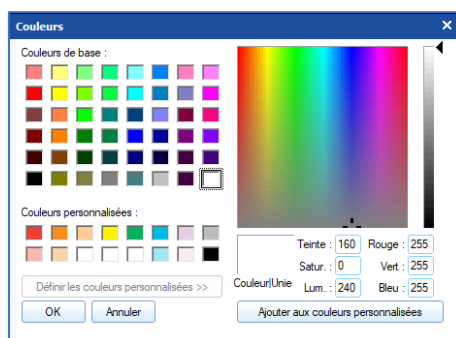 Couleurs
Couleurs de base :
Couleurs personnalisées :
Définir les couleurs personnalisées >>
OK Annuler
Teinte : 160 Rouge : 255
Satur. : 0 Vert : 255
Couleur|Unie Lum. : 240 Bleu : 255
Ajouter aux couleurs personnalisées